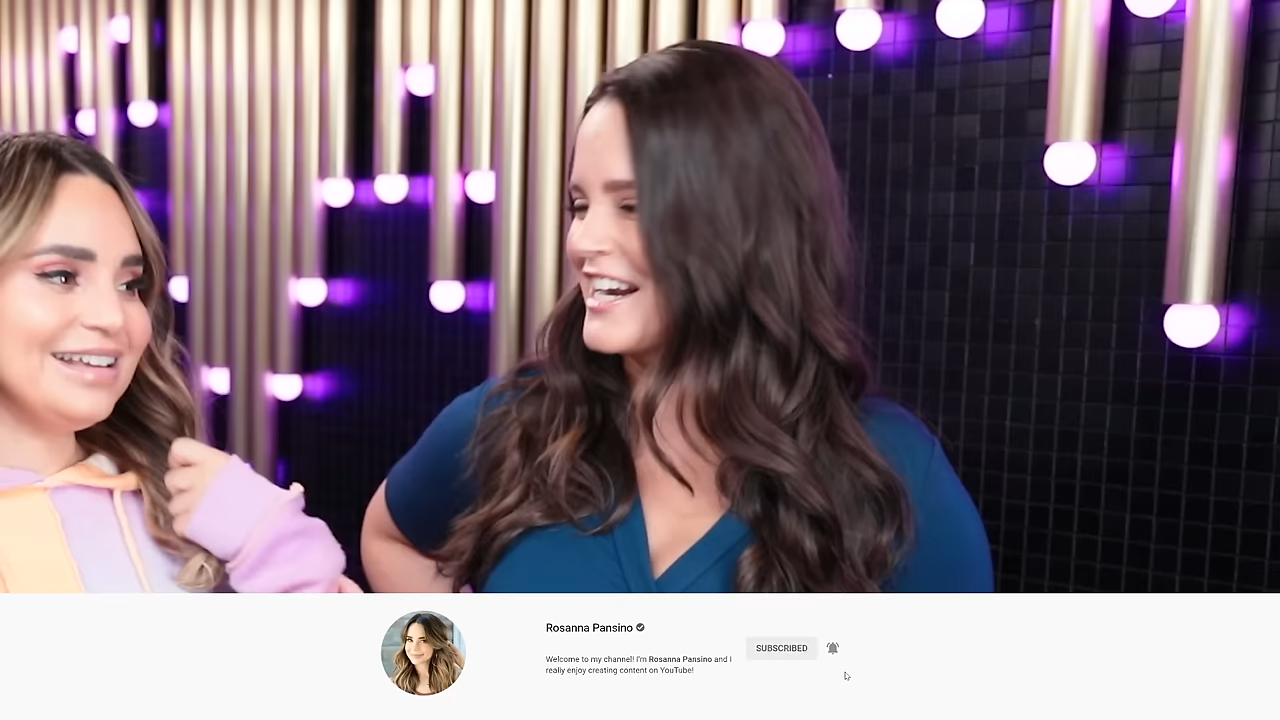 Rosanna Pansino
Welcome to my channel! I'm Rosanna Pansino and I
really enjoy creating content on YouTube!
SUBSCRIBED